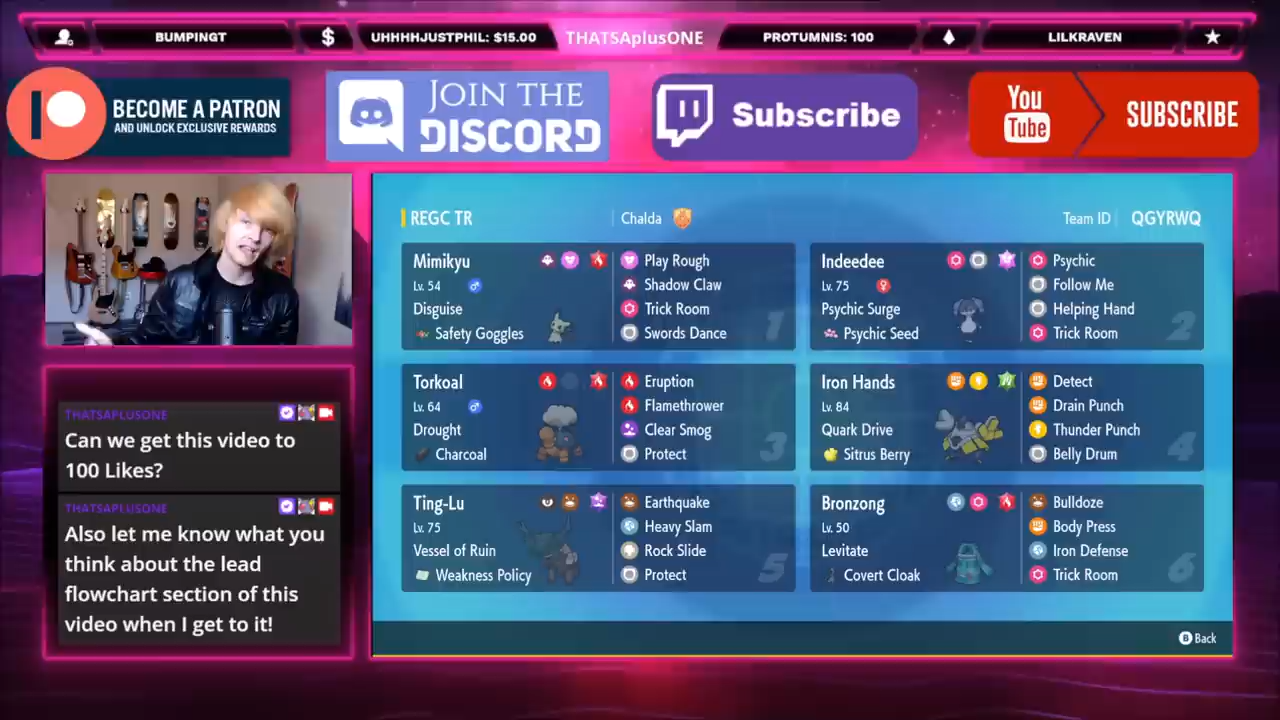 BUMPINGT
$
UHHHHJUSTPHIL: $15.00
THATSAplusONE
PROTUMNIS: 100
LILKRAVEN
BECOME A PATRON
AND UNLOCK EXCLUSIVE REWARDS
JOIN THE
DISCORD
Subscribe
You
Tube
SUBSCRIBE
REGC TR
Chalda
Team ID
QGYRWQ
Mimikyu
Lv. 54
Disguise
Safety Goggles
Play Rough
Shadow Claw
Trick Room
Swords Dance
1
Indeedee
Lv. 75
Psychic Surge
Psychic Seed
Psychic
Follow Me
Helping Hand
Trick Room
2
Torkoal
Lv. 64
Drought
Charcoal
Eruption
Flamethrower
Clear Smog
Protect
3
Iron Hands
Lv. 84
Quark Drive
Sitrus Berry
Detect
Drain Punch
Thunder Punch
Belly Drum
4
Ting-Lu
Lv. 75
Vessel of Ruin
Weakness Policy
Earthquake
Heavy Slam
Rock Slide
Protect
5
Bronzong
Lv. 50
Levitate
Covert Cloak
Bulldoze
Body Press
Iron Defense
Trick Room
6
B Back
THATSAPLUSONE
Can we get this video to
100 Likes?
THATSAPLUSONE
Also let me know what you
think about the lead
flowchart section of this
video when I get to it!